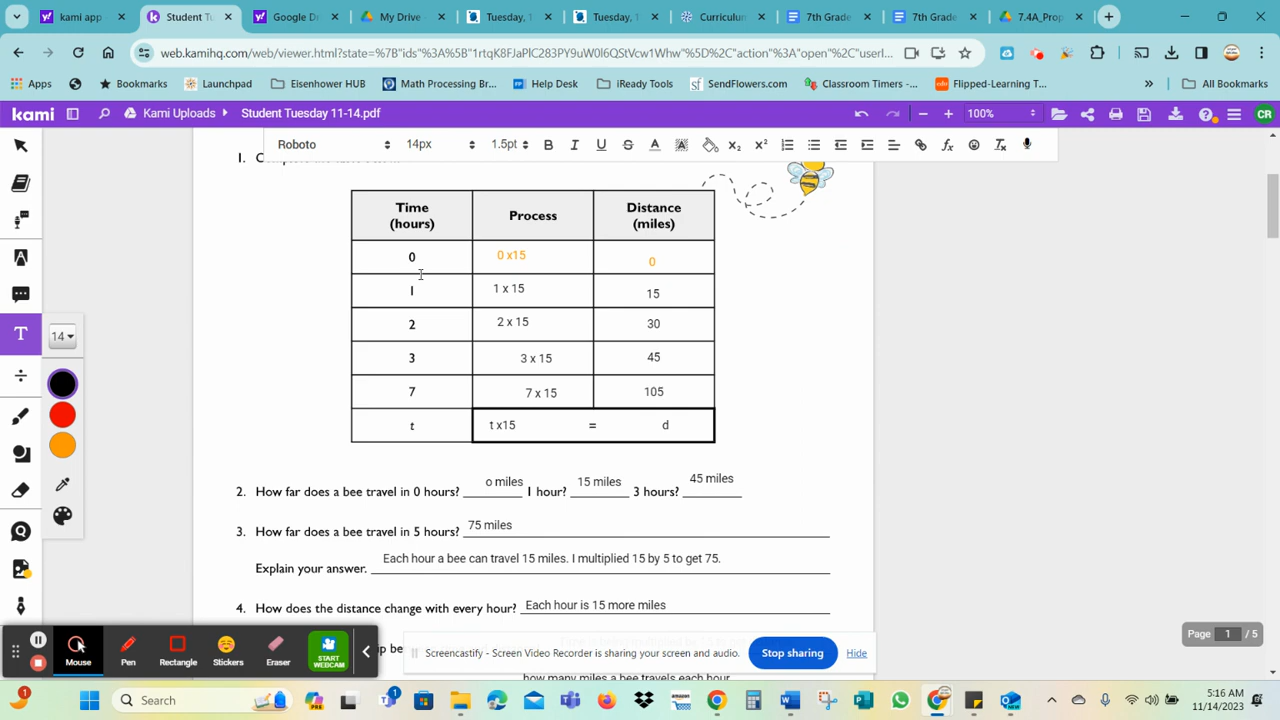 kami app
Student T
Google Dr
My Drive -
Tuesday,
Tuesday,
Curriculum
7th Grade
7th Grade
7.4A_Prop
web.kamihq.com/web/viewer.html?state=%7B"ids"%3A%5B"1rtqK8FJaPlC283PY9uW0I6QStVcw1Whw"%5D%2C"action"%3A"open"%2C"userI...
Apps
Bookmarks
Launchpad
Eisenhower HUB
Math Processing Br...
Help Desk
iReady Tools
SendFlowers.com
Classroom Timers -...
Flipped-Learning T...
All Bookmarks
kami
Kami Uploads
Student Tuesday 11-14.pdf
100%
CR
Roboto 14px 1.5pt
1.
Time (hours) Process Distance (miles)
0 0 x15 0
1 1 x 15 15
2 2 x 15 30
3 3 x 15 45
7 7 x 15 105
t t x15 = d
14
2. How far does a bee travel in 0 hours? o miles 1 hour? 15 miles 3 hours? 45 miles
3. How far does a bee travel in 5 hours? 75 miles
Explain your answer. Each hour a bee can travel 15 miles. I multiplied 15 by 5 to get 75.
4. How does the distance change with every hour? Each hour is 15 more miles
how many miles a bee travels each hour
Page 1 / 5
Mouse Pen Rectangle Stickers Eraser START WEBCAM
Screencastify - Screen Video Recorder is sharing your screen and audio. Stop sharing Hide
1
Search
1
5:16 AM
11/14/2023